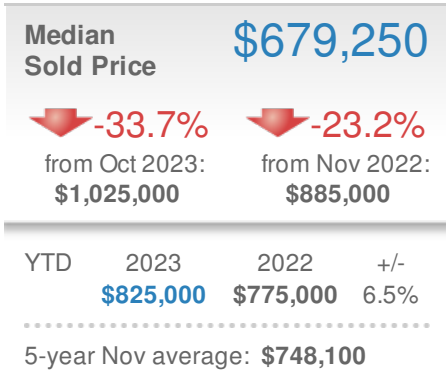 Median
Sold Price
$679,250
-33.7% -23.2%
from Oct 2023: from Nov 2022:
$1,025,000 $885,000
YTD 2023 2022 +/-
$825,000 $775,000 6.5%
5-year Nov average: $748,100